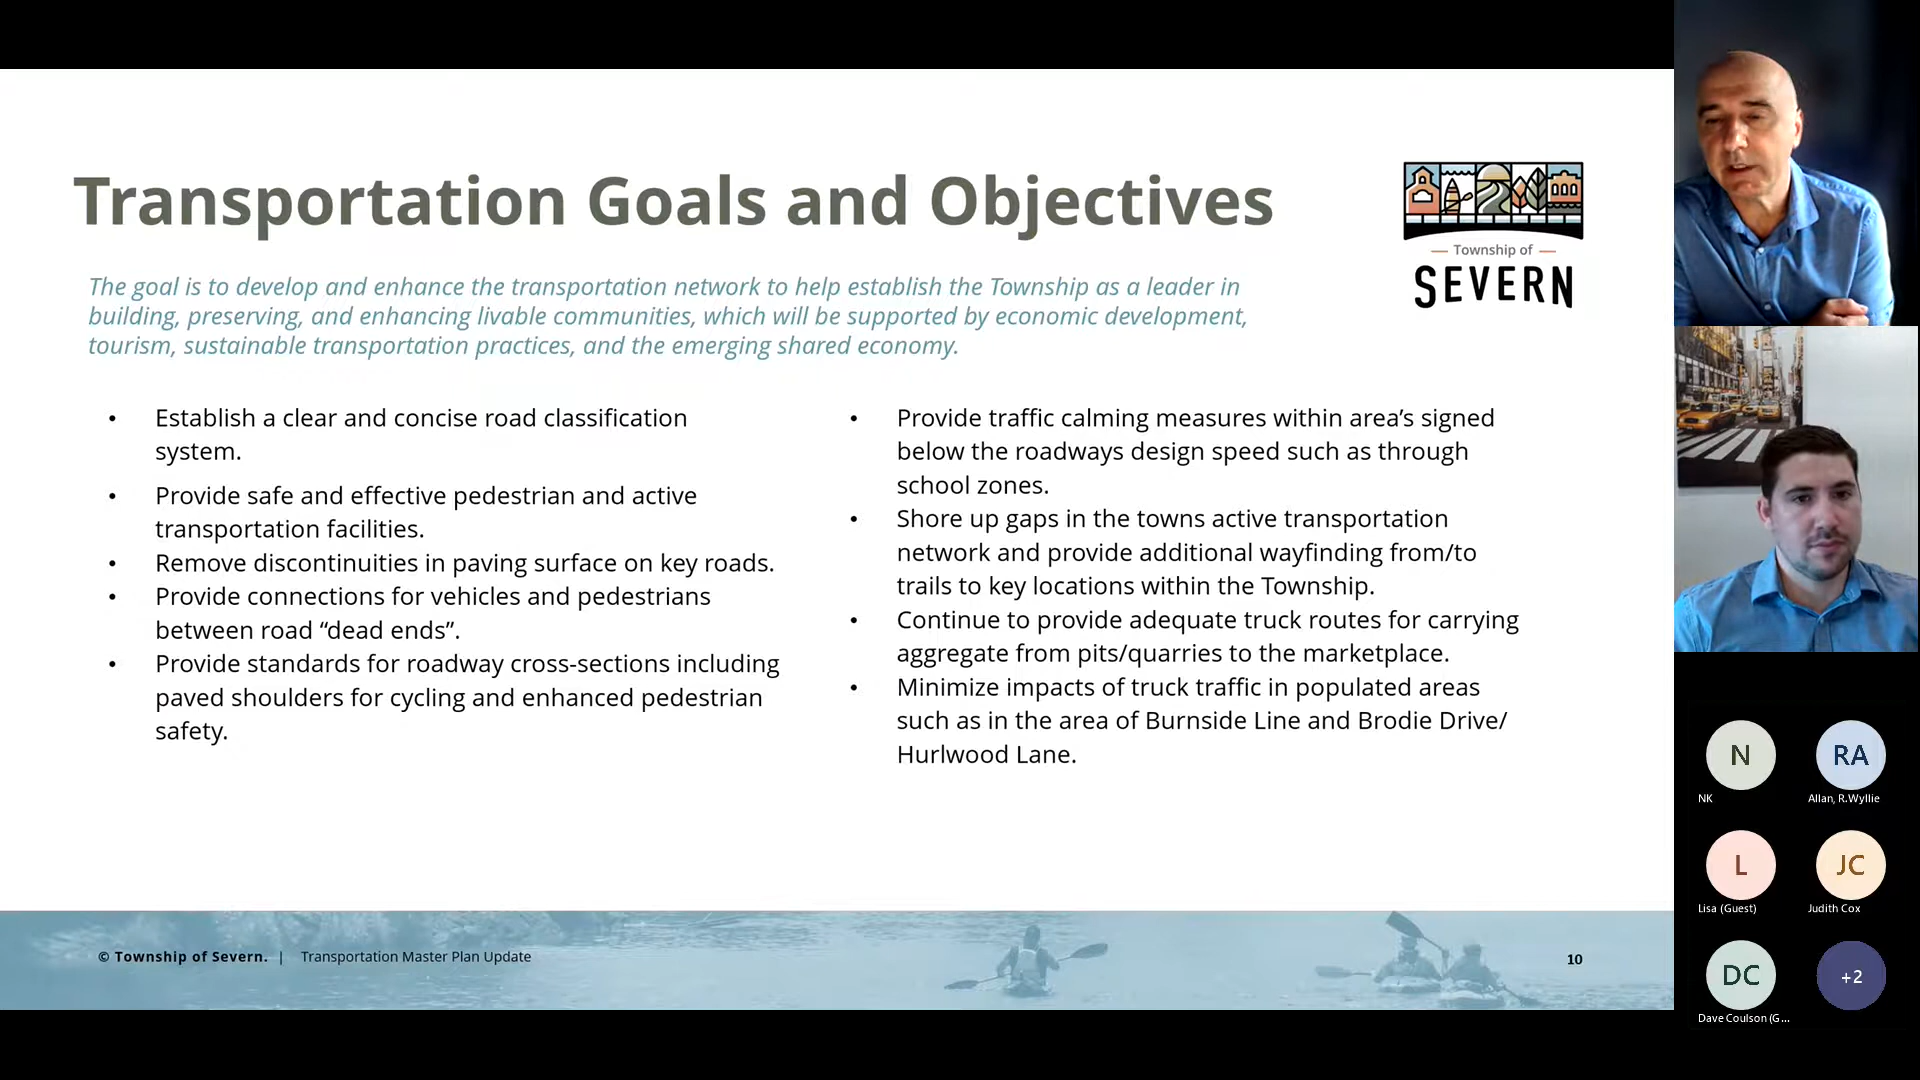 Transportation Goals and Objectives
Township of
SEVERN
The goal is to develop and enhance the transportation network to help establish the Township as a leader in
building, preserving, and enhancing livable communities, which will be supported by economic development,
tourism, sustainable transportation practices, and the emerging shared economy.
• Establish a clear and concise road classification
system.
• Provide safe and effective pedestrian and active
transportation facilities.
• Remove discontinuities in paving surface on key roads.
• Provide connections for vehicles and pedestrians
between road “dead ends”.
• Provide standards for roadway cross-sections including
paved shoulders for cycling and enhanced pedestrian
safety.
• Provide traffic calming measures within area’s signed
below the roadways design speed such as through
school zones.
• Shore up gaps in the towns active transportation
network and provide additional wayfinding from/to
trails to key locations within the Township.
• Continue to provide adequate truck routes for carrying
aggregate from pits/quarries to the marketplace.
• Minimize impacts of truck traffic in populated areas
such as in the area of Burnside Line and Brodie Drive/
Hurlwood Lane.
© Township of Severn. | Transportation Master Plan Update
10
N
NK
RA
Allan, R.Wyllie
L
Lisa (Guest)
JC
Judith Cox
DC
Dave Coulson (G...
+2